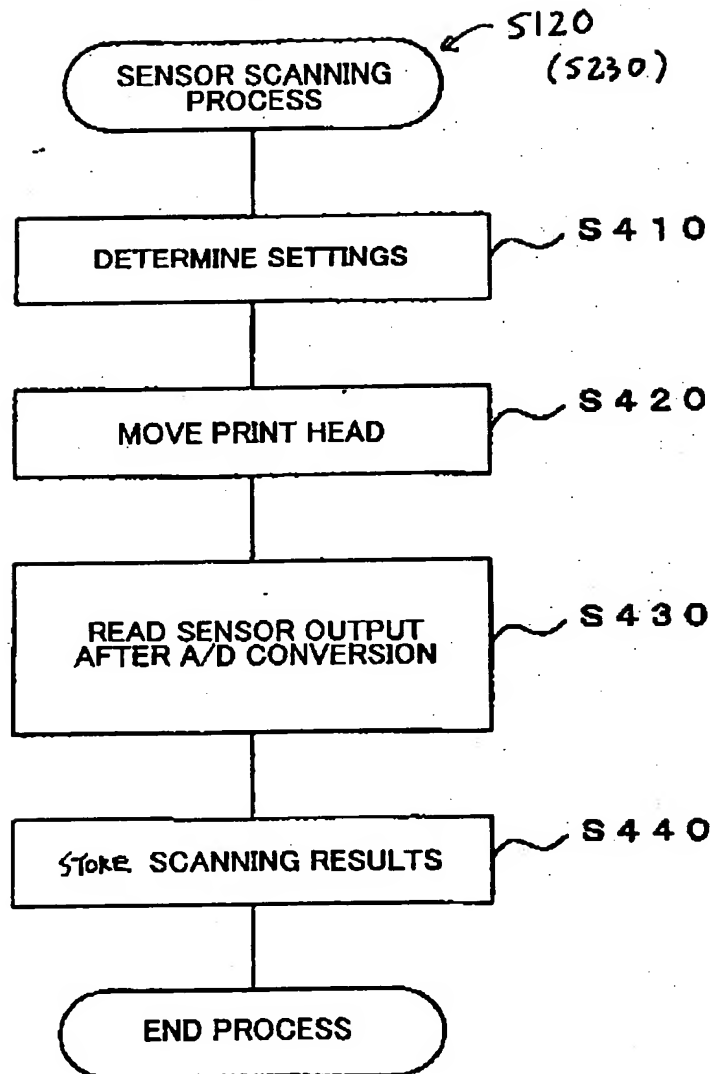 S120
(S230)
SENSOR SCANNING
PROCESS
DETERMINE SETTINGS
S410
MOVE PRINT HEAD
S420
READ SENSOR OUTPUT
AFTER A/D CONVERSION
S430
STORE SCANNING RESULTS
S440
END PROCESS